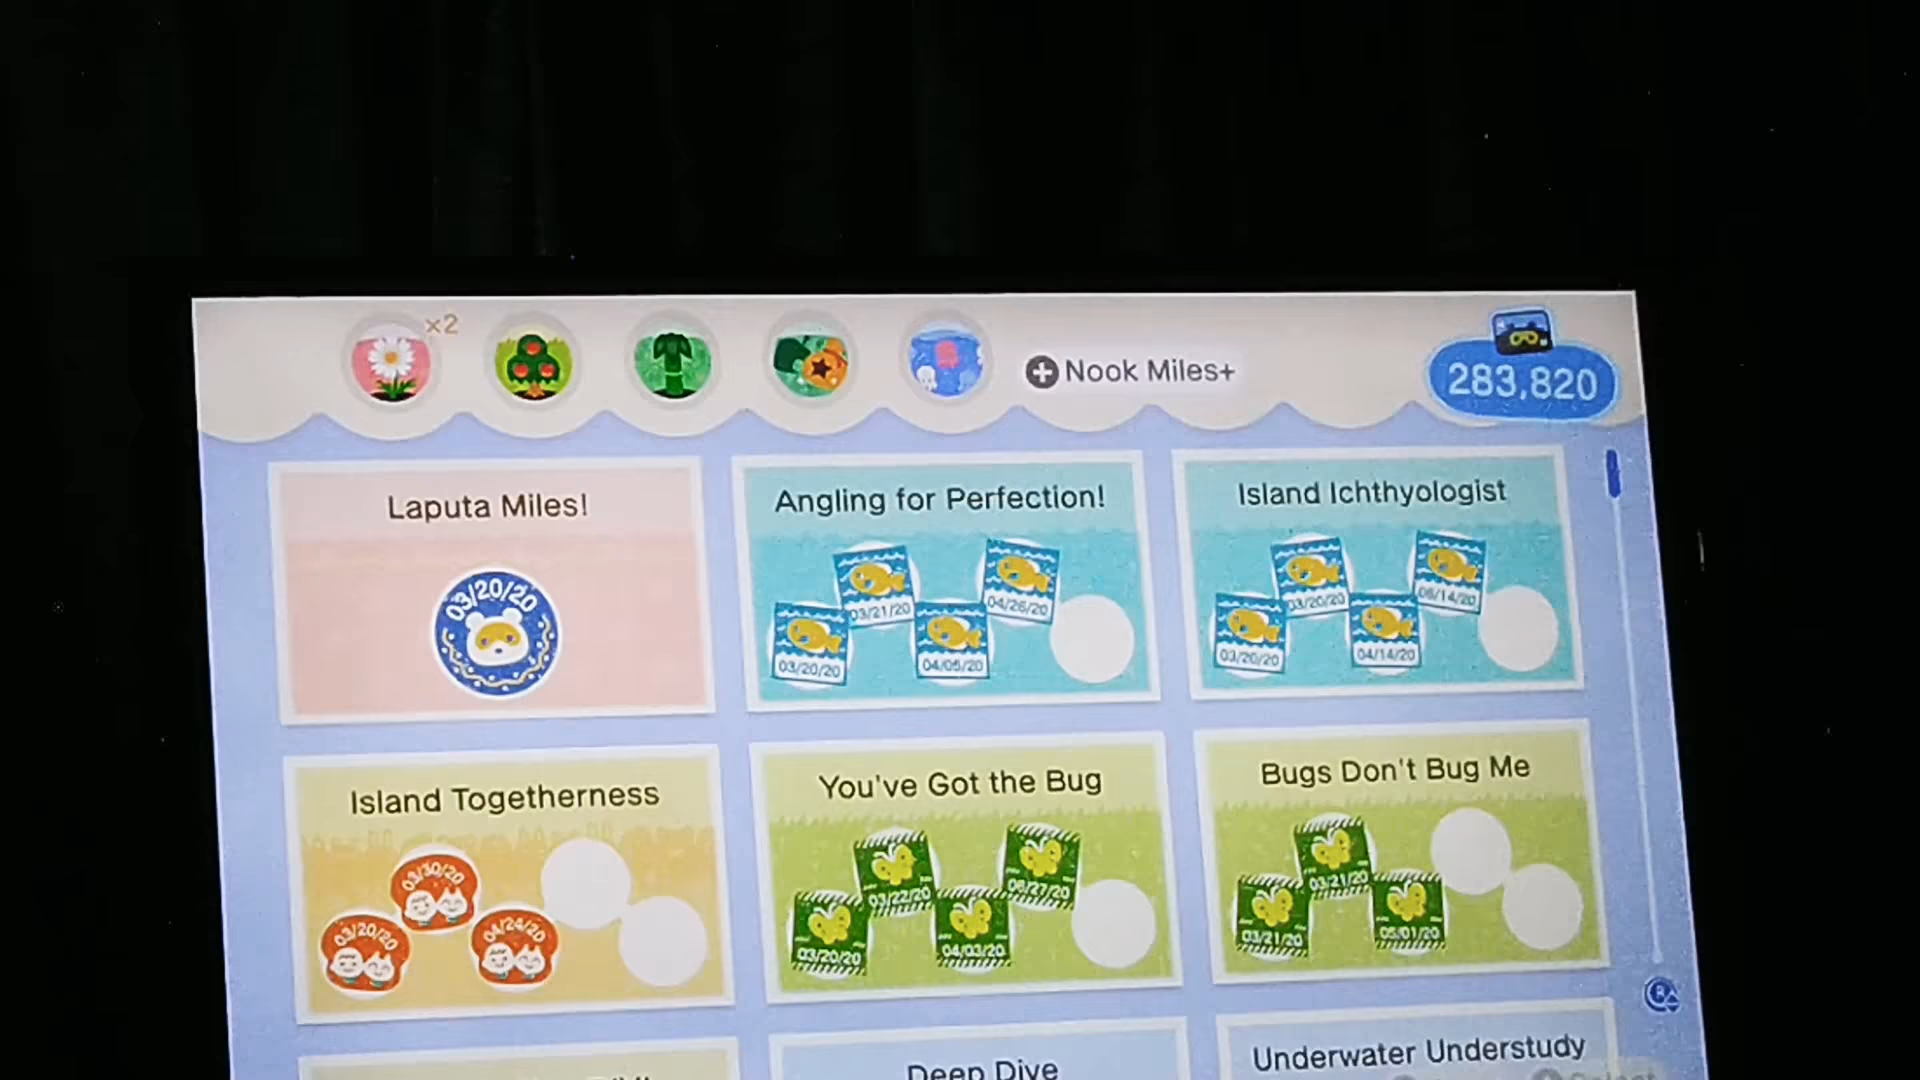 ×2
Nook Miles+
283,820
Laputa Miles!
03/20/20
Angling for Perfection!
03/20/20
03/21/20
04/05/20
04/26/20
Island Ichthyologist
03/20/20
03/20/20
04/14/20
06/14/20
Island Togetherness
03/20/20
03/30/20
04/24/20
You've Got the Bug
03/20/20
03/22/20
04/03/20
06/27/20
Bugs Don't Bug Me
03/21/20
03/21/20
05/01/20
Deep Dive
Underwater Understudy